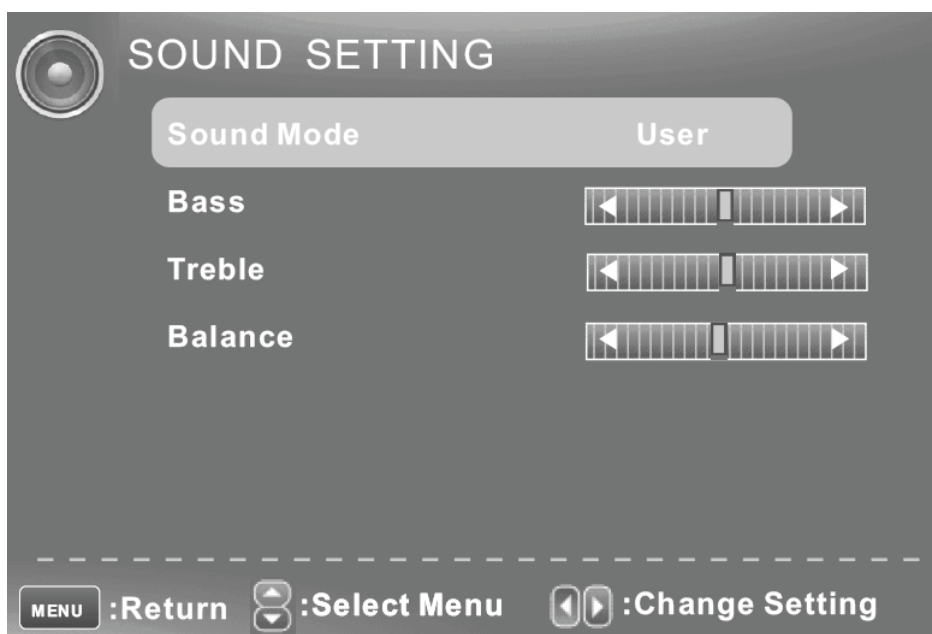 SOUND SETTING
Sound Mode User
Bass
Treble
Balance
MENU :Return :Select Menu :Change Setting